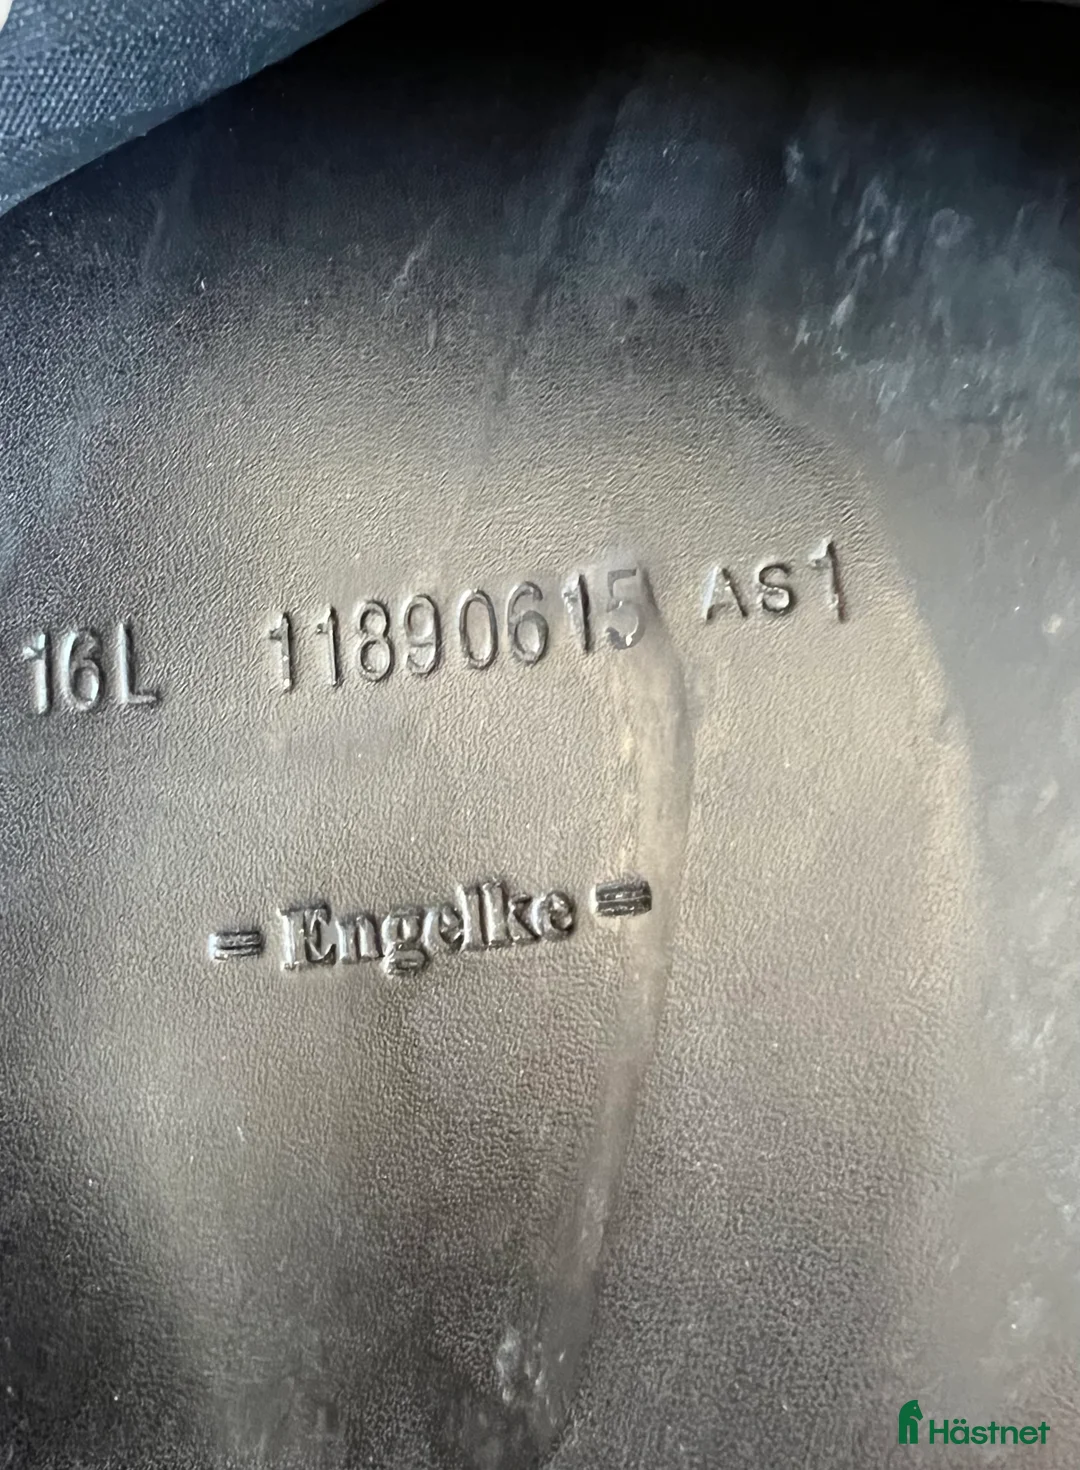 16L 11890615 AS1
= Engelke =
Hästnet